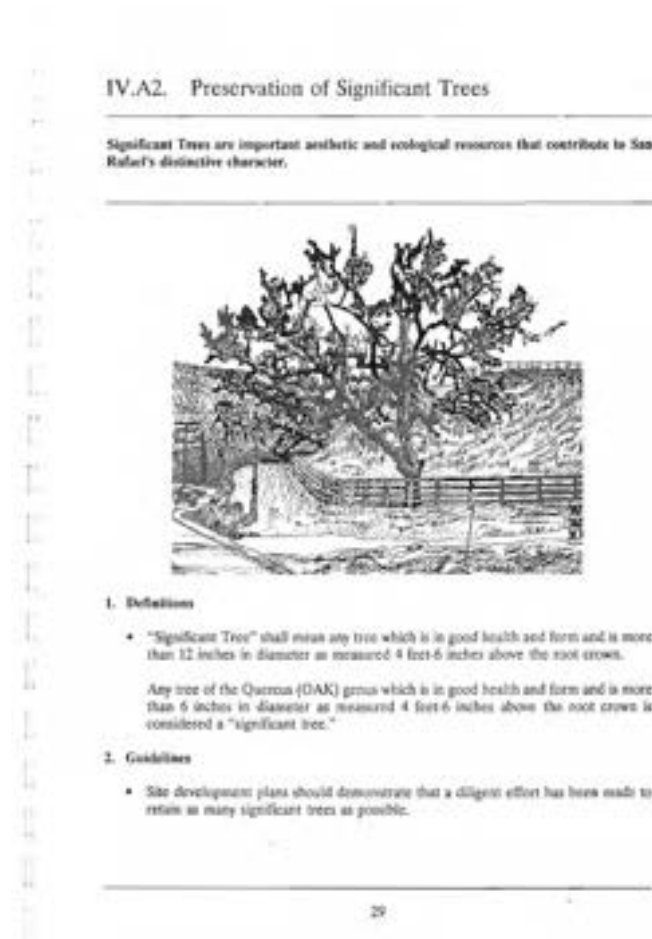 IV.A2. Preservation of Significant Trees
Significant Trees are important aesthetic and ecological resources that contribute to San
Rafael's distinctive character.
1. Definitions
• "Significant Tree" shall mean any tree which is in good health and form and is more
than 12 inches in diameter as measured 4 feet-6 inches above the root crown.
Any tree of the Quercus (OAK) genus which is in good health and form and is more
than 6 inches in diameter as measured 4 feet-6 inches above the root crown is
considered a "significant tree."
2. Guidelines
• Site development plans should demonstrate that a diligent effort has been made to
retain as many significant trees as possible.
29